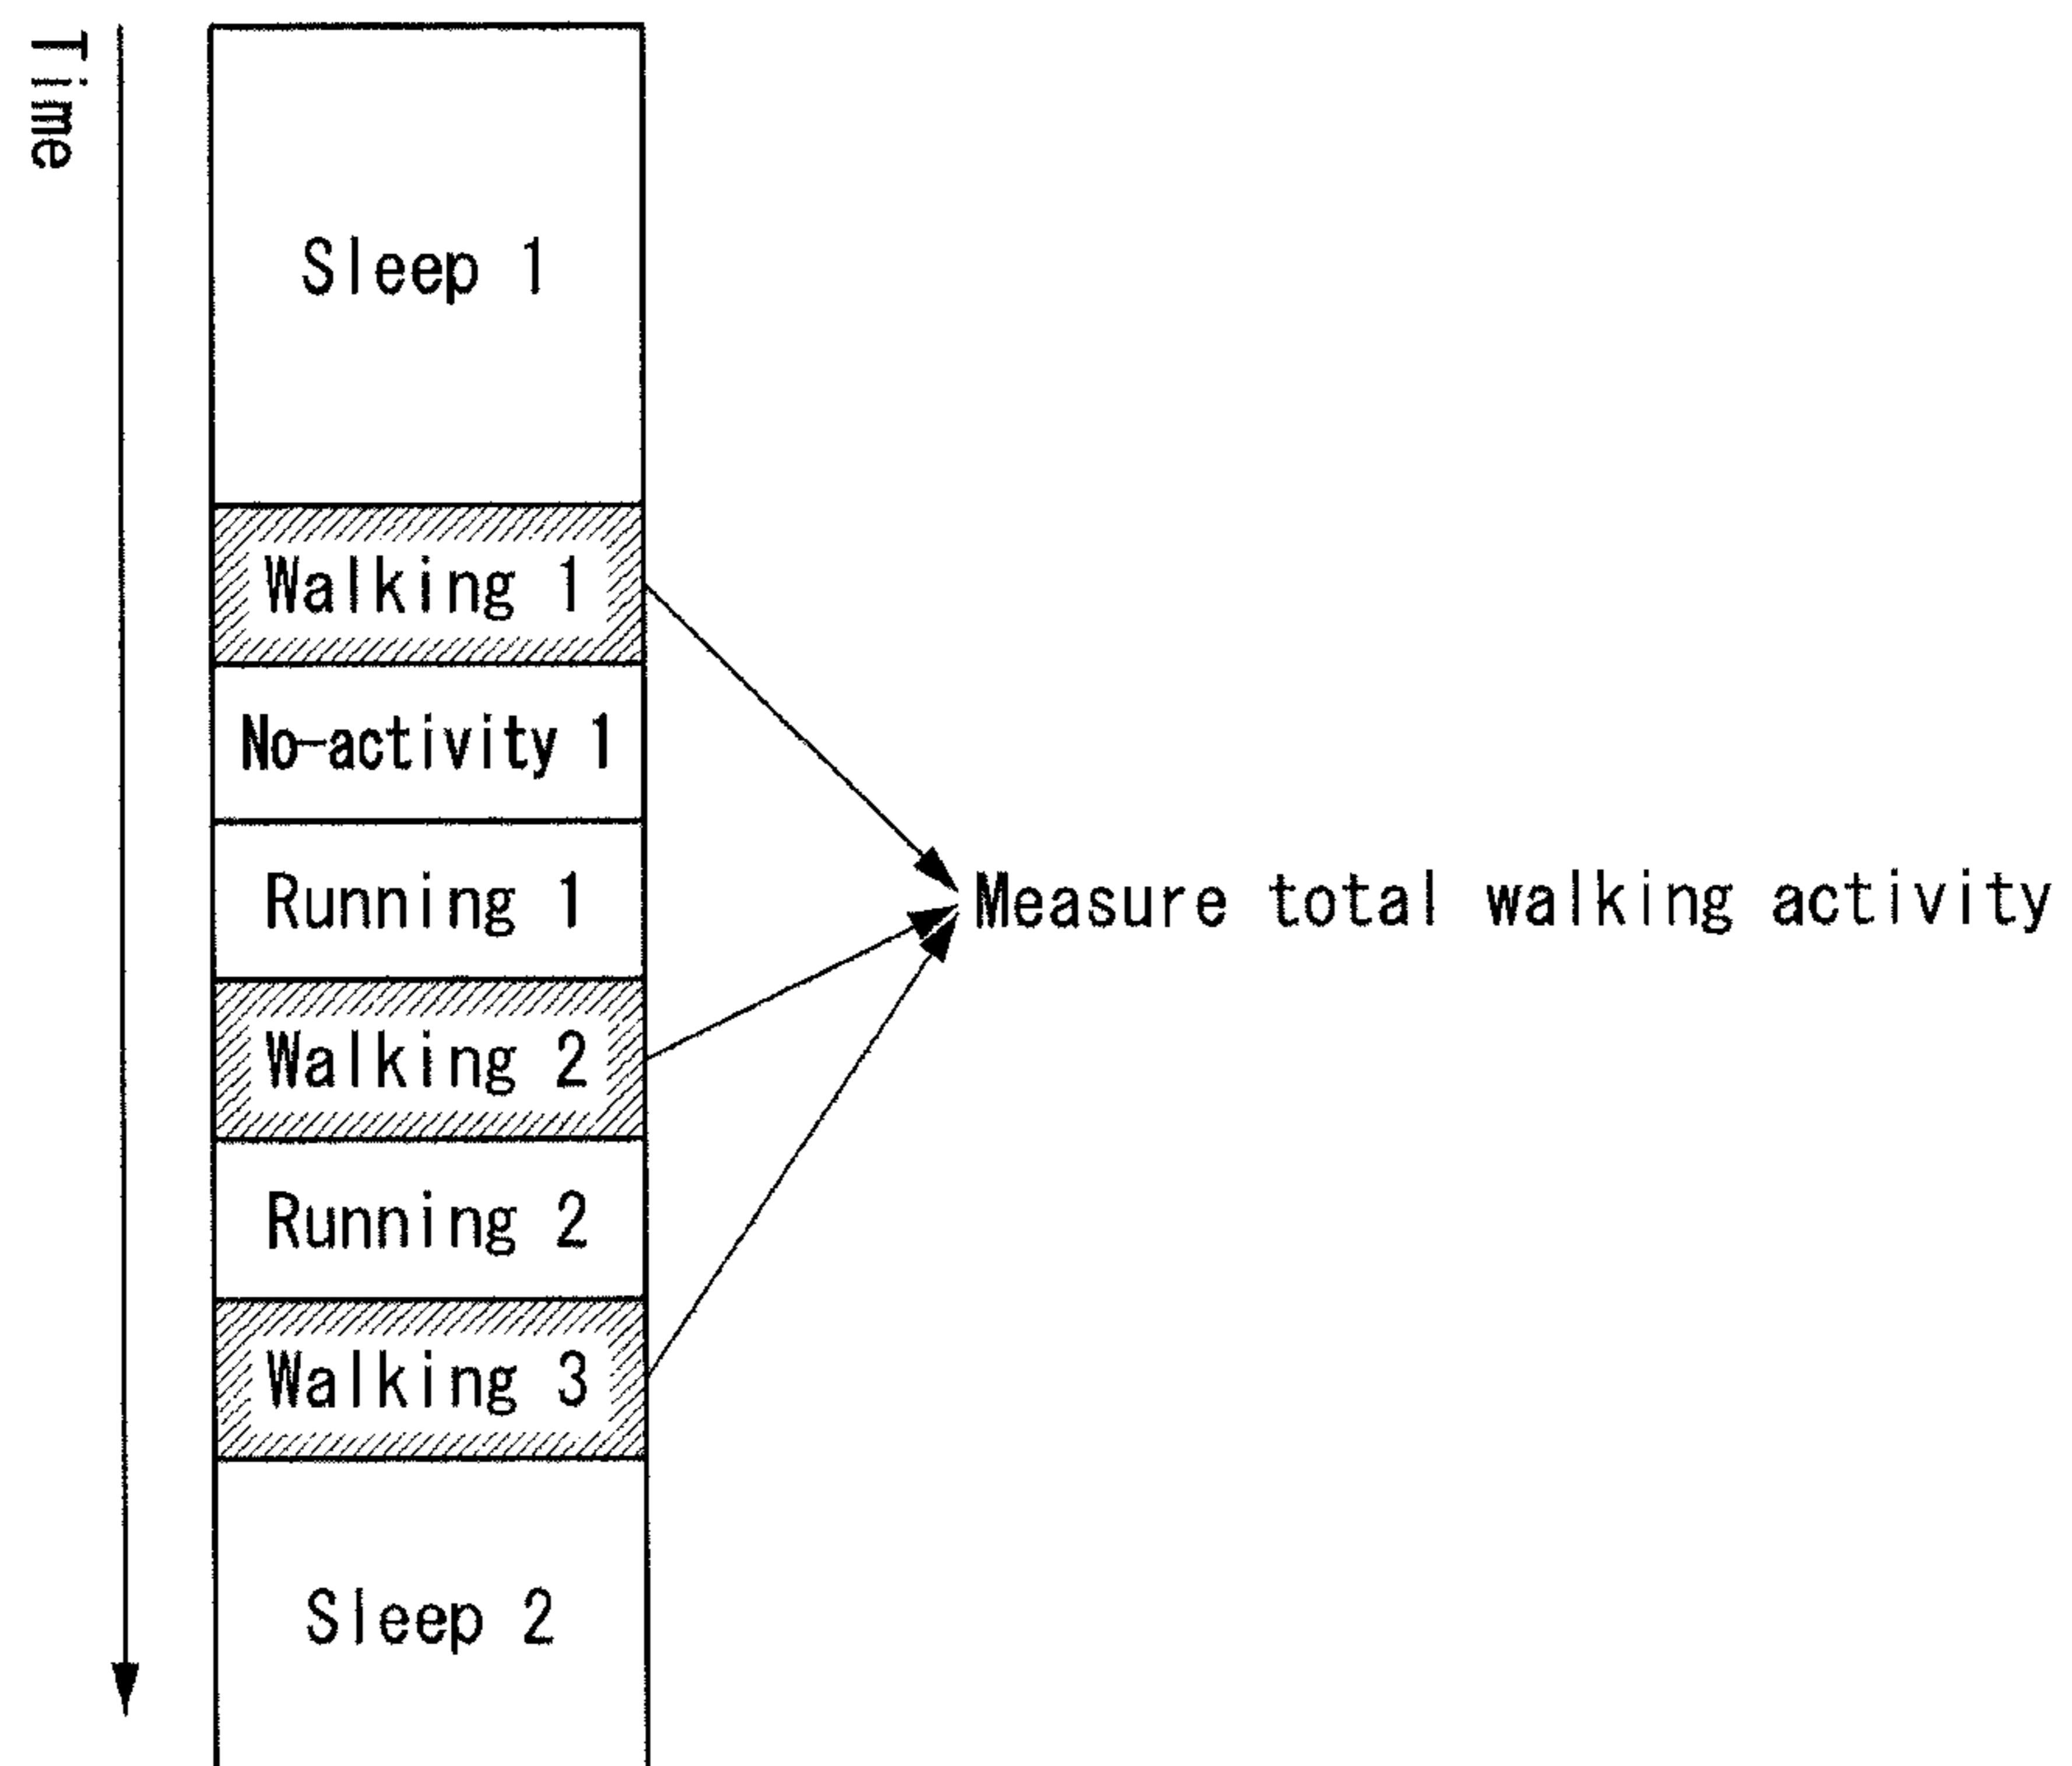 Time
Sleep 1
Walking 1
No-activity 1
Running 1
Measure total walking activity
Walking 2
Running 2
Walking 3
Sleep 2